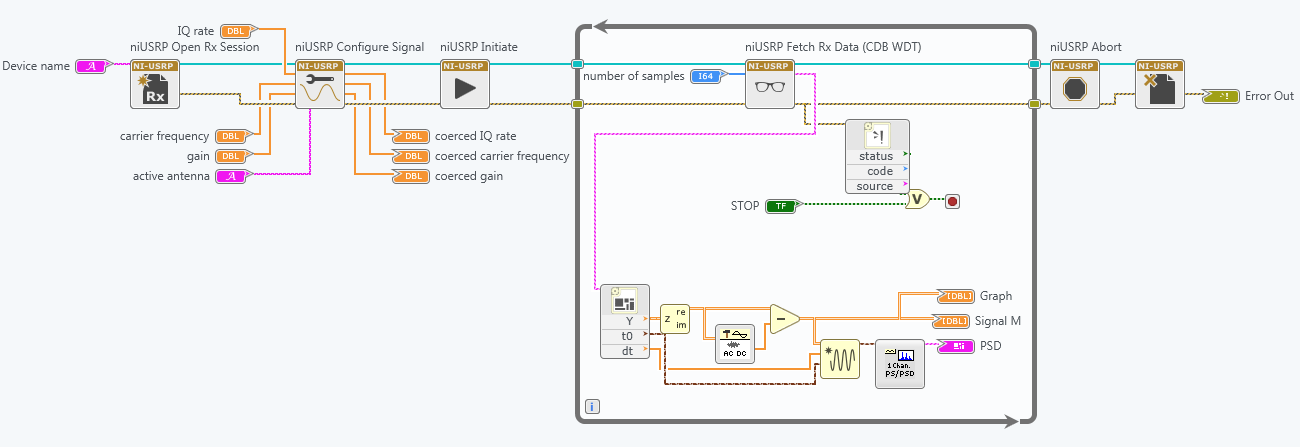 IQ rate
DBL
niUSRP Open Rx Session
niUSRP Configure Signal
niUSRP Initiate
niUSRP Fetch Rx Data (CDB WDT)
niUSRP Abort
Device name
NI-USRP
Rx
NI-USRP
NI-USRP
number of samples
I64
NI-USRP
NI-USRP
NI-USRP
Error Out
carrier frequency
DBL
gain
DBL
active antenna
DBL
coerced IQ rate
DBL
coerced carrier frequency
DBL
coerced gain
status
code
source
STOP
TF
V
Y
t0
dt
z
re
im
AC DC
[DBL]
Graph
[DBL]
Signal M
PSD
1 Chan.
PS/PSD
i